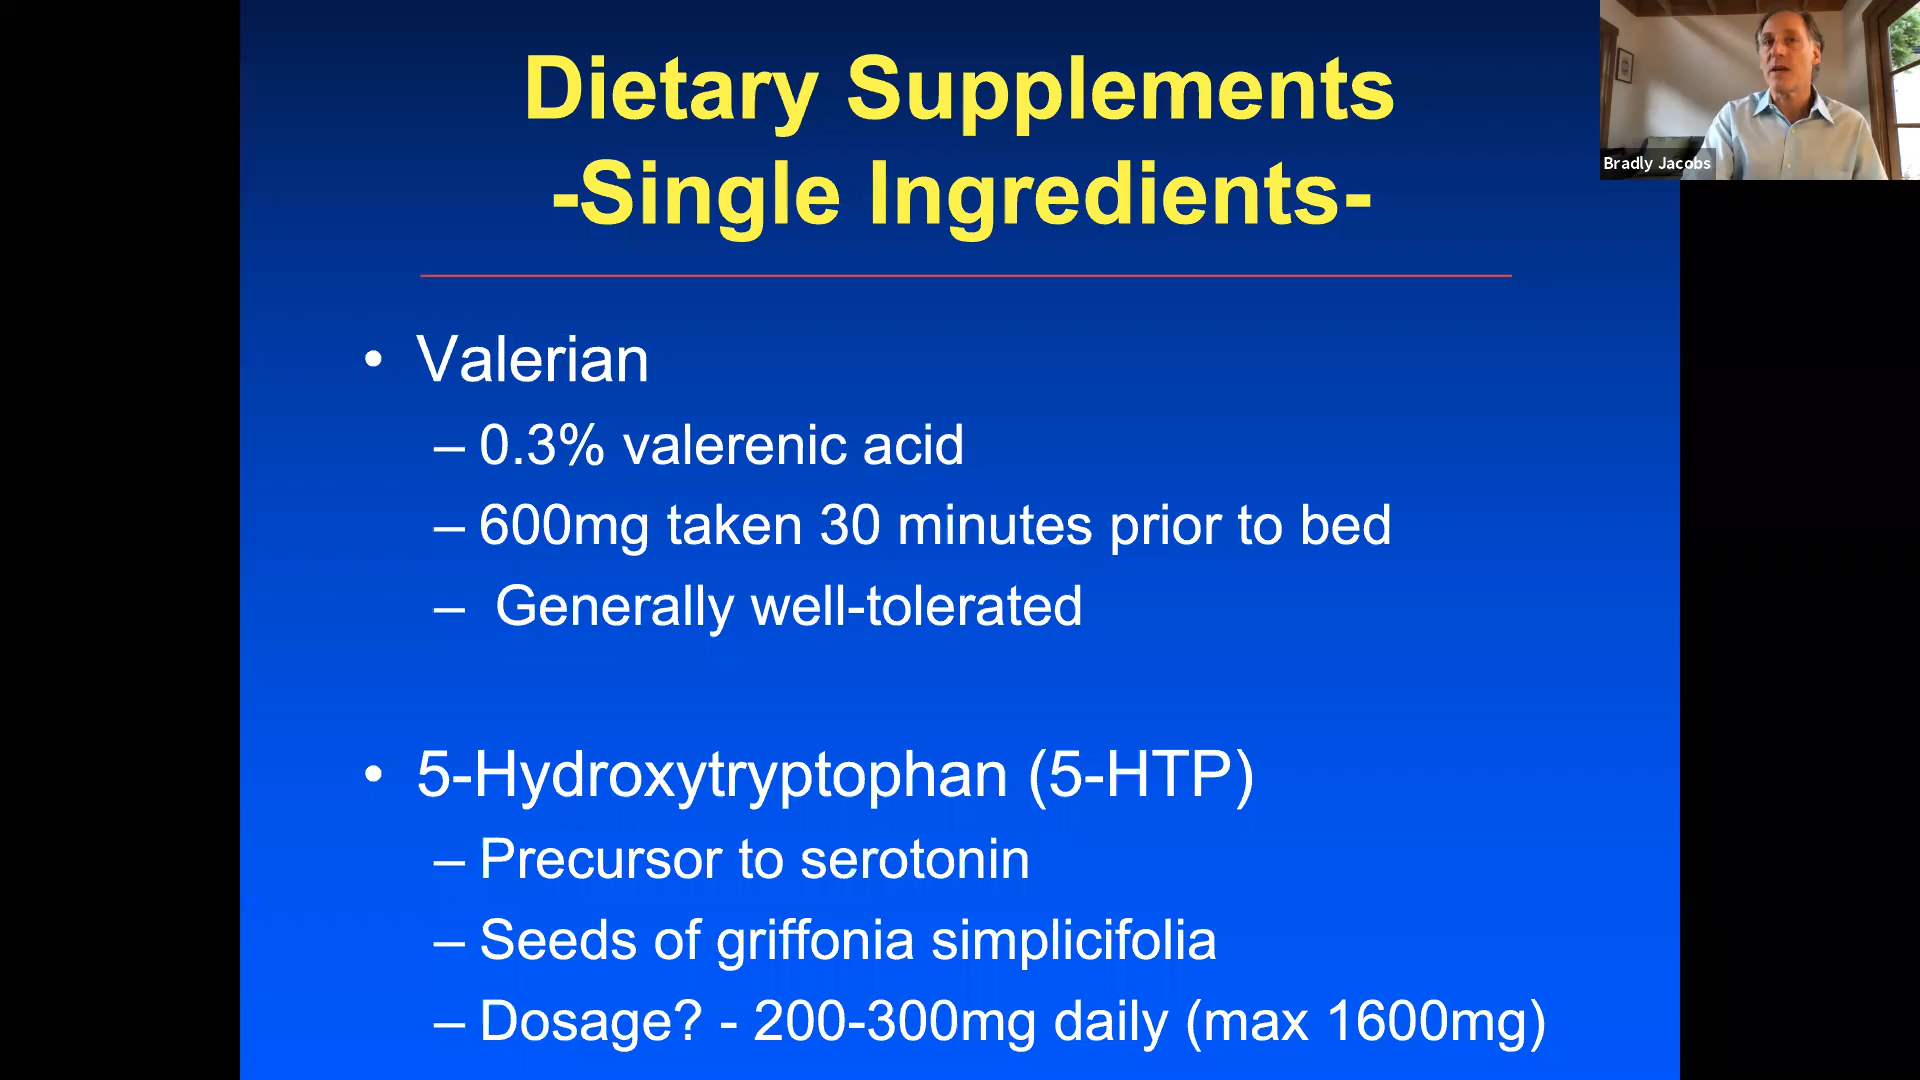 Dietary Supplements
-Single Ingredients-
Bradly Jacobs
• Valerian
– 0.3% valerenic acid
– 600mg taken 30 minutes prior to bed
– Generally well-tolerated
• 5-Hydroxytryptophan (5-HTP)
– Precursor to serotonin
– Seeds of griffonia simplicifolia
– Dosage? - 200-300mg daily (max 1600mg)